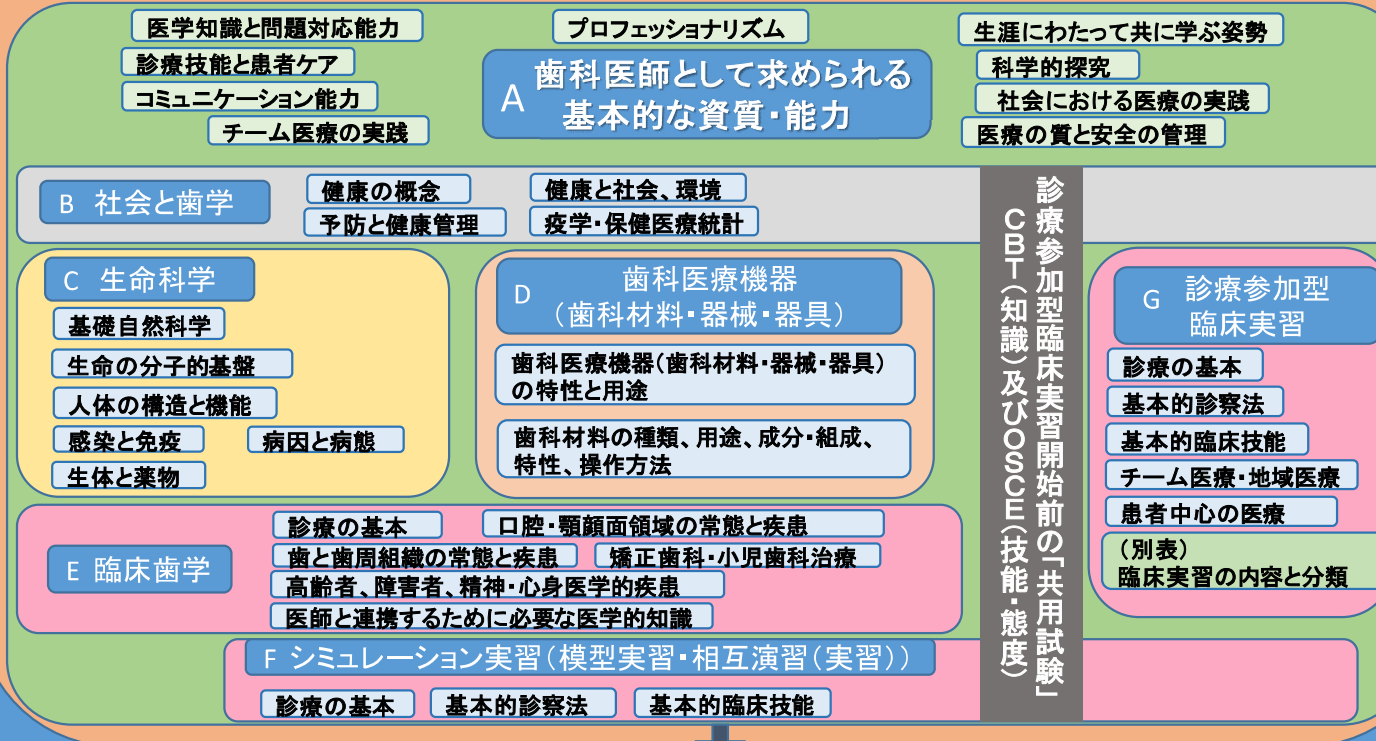 医学知識と問題対応能力
診療技能と患者ケア
コミュニケーション能力
チーム医療の実践
プロフェッショナリズム
A 歯科医師として求められる
基本的な資質・能力
生涯にわたって共に学ぶ姿勢
科学的探究
社会における医療の実践
医療の質と安全の管理
B 社会と歯学
健康の概念
予防と健康管理
健康と社会、環境
疫学・保健医療統計
C 生命科学
基礎自然科学
生命の分子的基盤
人体の構造と機能
感染と免疫
病因と病態
生体と薬物
D 歯科医療機器
（歯科材料・器械・器具）
歯科医療機器（歯科材料・器械・器具）
の特性と用途
歯科材料の種類、用途、成分・組成、
特性、操作方法
E 臨床歯学
診療の基本
口腔・顎顔面領域の常態と疾患
歯と歯周組織の常態と疾患
矯正歯科・小児歯科治療
高齢者、障害者、精神・心身医学的疾患
医師と連携するために必要な医学的知識
F シミュレーション実習（模型実習・相互演習（実習））
診療の基本
基本的診察法
基本的臨床技能
診療参加型臨床実習開始前の「共用試験」
CBT（知識）及びOSCE（技能・態度）
G 診療参加型
臨床実習
診療の基本
基本的診察法
基本的臨床技能
チーム医療・地域医療
患者中心の医療
（別表）
臨床実習の内容と分類